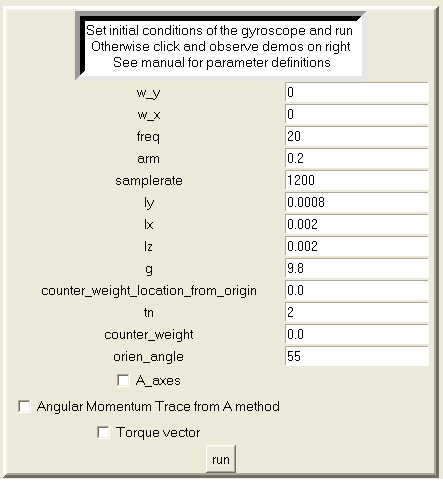 Set initial conditions of the gyroscope and run
Otherwise click and observe demos on right
See manual for parameter definitions
w_y 0
w_x 0
freq 20
arm 0.2
samplerate 1200
Iy 0.0008
Ix 0.002
Iz 0.002
g 9.8
counter_weight_location_from_origin 0.0
tn 2
counter_weight 0.0
orien_angle 55
A_axes
Angular Momentum Trace from A method
Torque vector
run